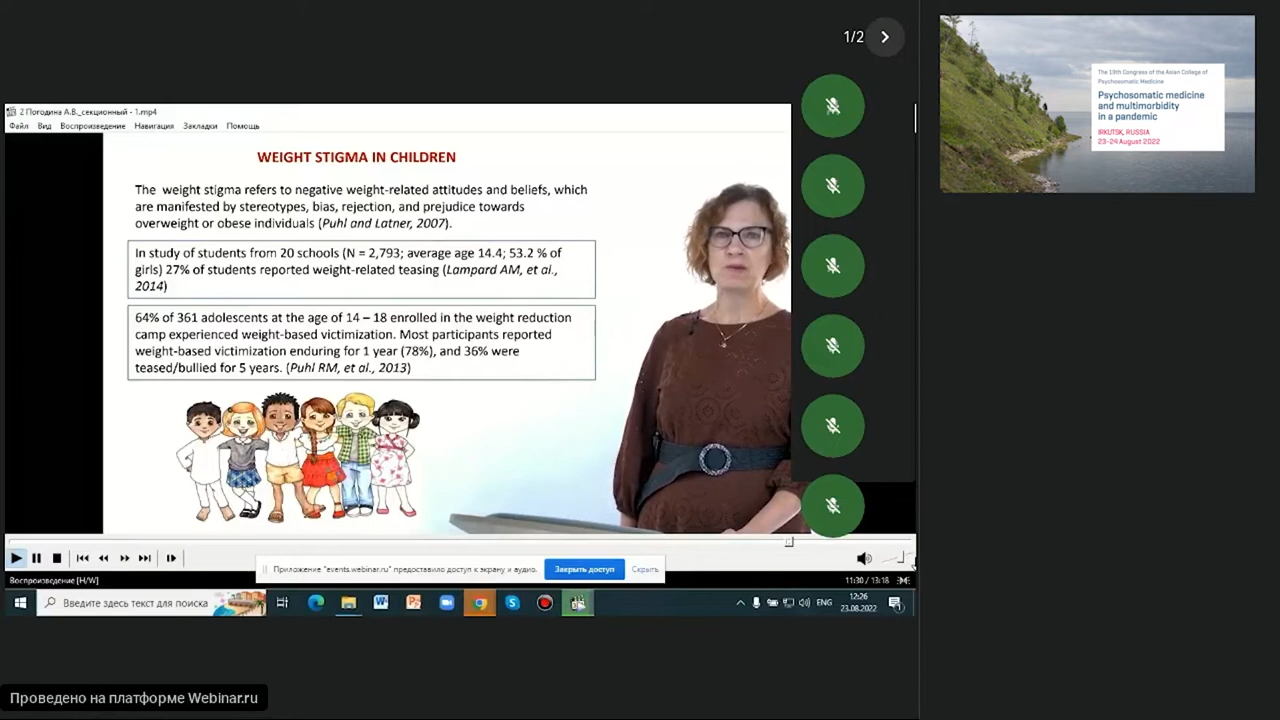 1/2
2 Погодина А.В._секционный - 1.mp4
Файл Вид Воспроизведение Навигация Закладки Помощь
WEIGHT STIGMA IN CHILDREN
The weight stigma refers to negative weight-related attitudes and beliefs, which
are manifested by stereotypes, bias, rejection, and prejudice towards
overweight or obese individuals (Puhl and Latner, 2007).
In study of students from 20 schools (N = 2,793; average age 14.4; 53.2 % of
girls) 27% of students reported weight-related teasing (Lampard AM, et al.,
2014)
64% of 361 adolescents at the age of 14 – 18 enrolled in the weight reduction
camp experienced weight-based victimization. Most participants reported
weight-based victimization enduring for 1 year (78%), and 36% were
teased/bullied for 5 years. (Puhl RM, et al., 2013)
Приложение "events.webinar.ru" предоставило доступ к экрану и аудио. Закрыть доступ Скрыть
Воспроизведение [H/W] 11:30 / 13:18
Введите здесь текст для поиска
ENG
12:26
23.08.2022
Проведено на платформе Webinar.ru
The 19th Congress of the Asian College of
Psychosomatic Medicine
Psychosomatic medicine
and multimorbidity
in a pandemic
IRKUTSK, RUSSIA
23-24 August 2022